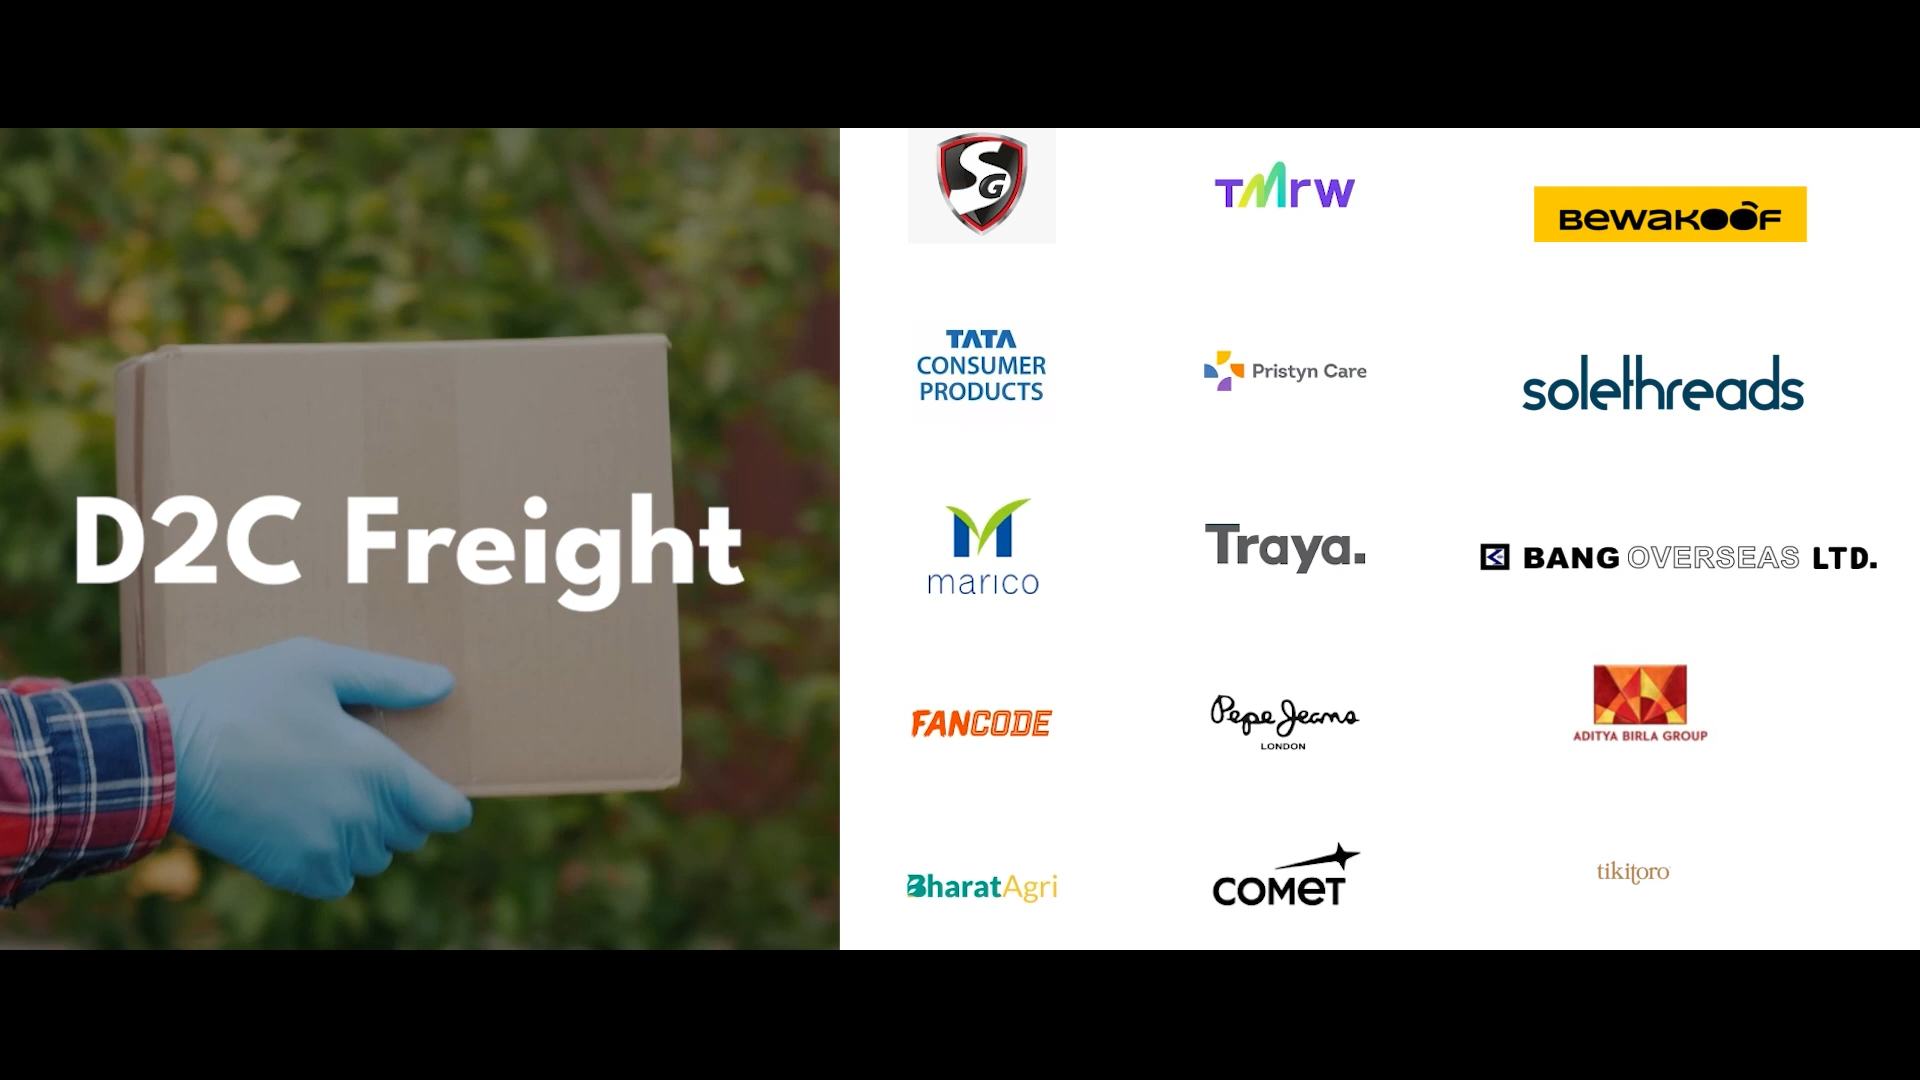 D2C Freight
SG
TMrw
BEWAKOOF
TATA
CONSUMER
PRODUCTS
Pristyn Care
solethreads
marico
Traya.
BANG OVERSEAS LTD.
FANCODE
Pepe Jeans
LONDON
ADITYA BIRLA GROUP
BharatAgri
COMET
tikitoro